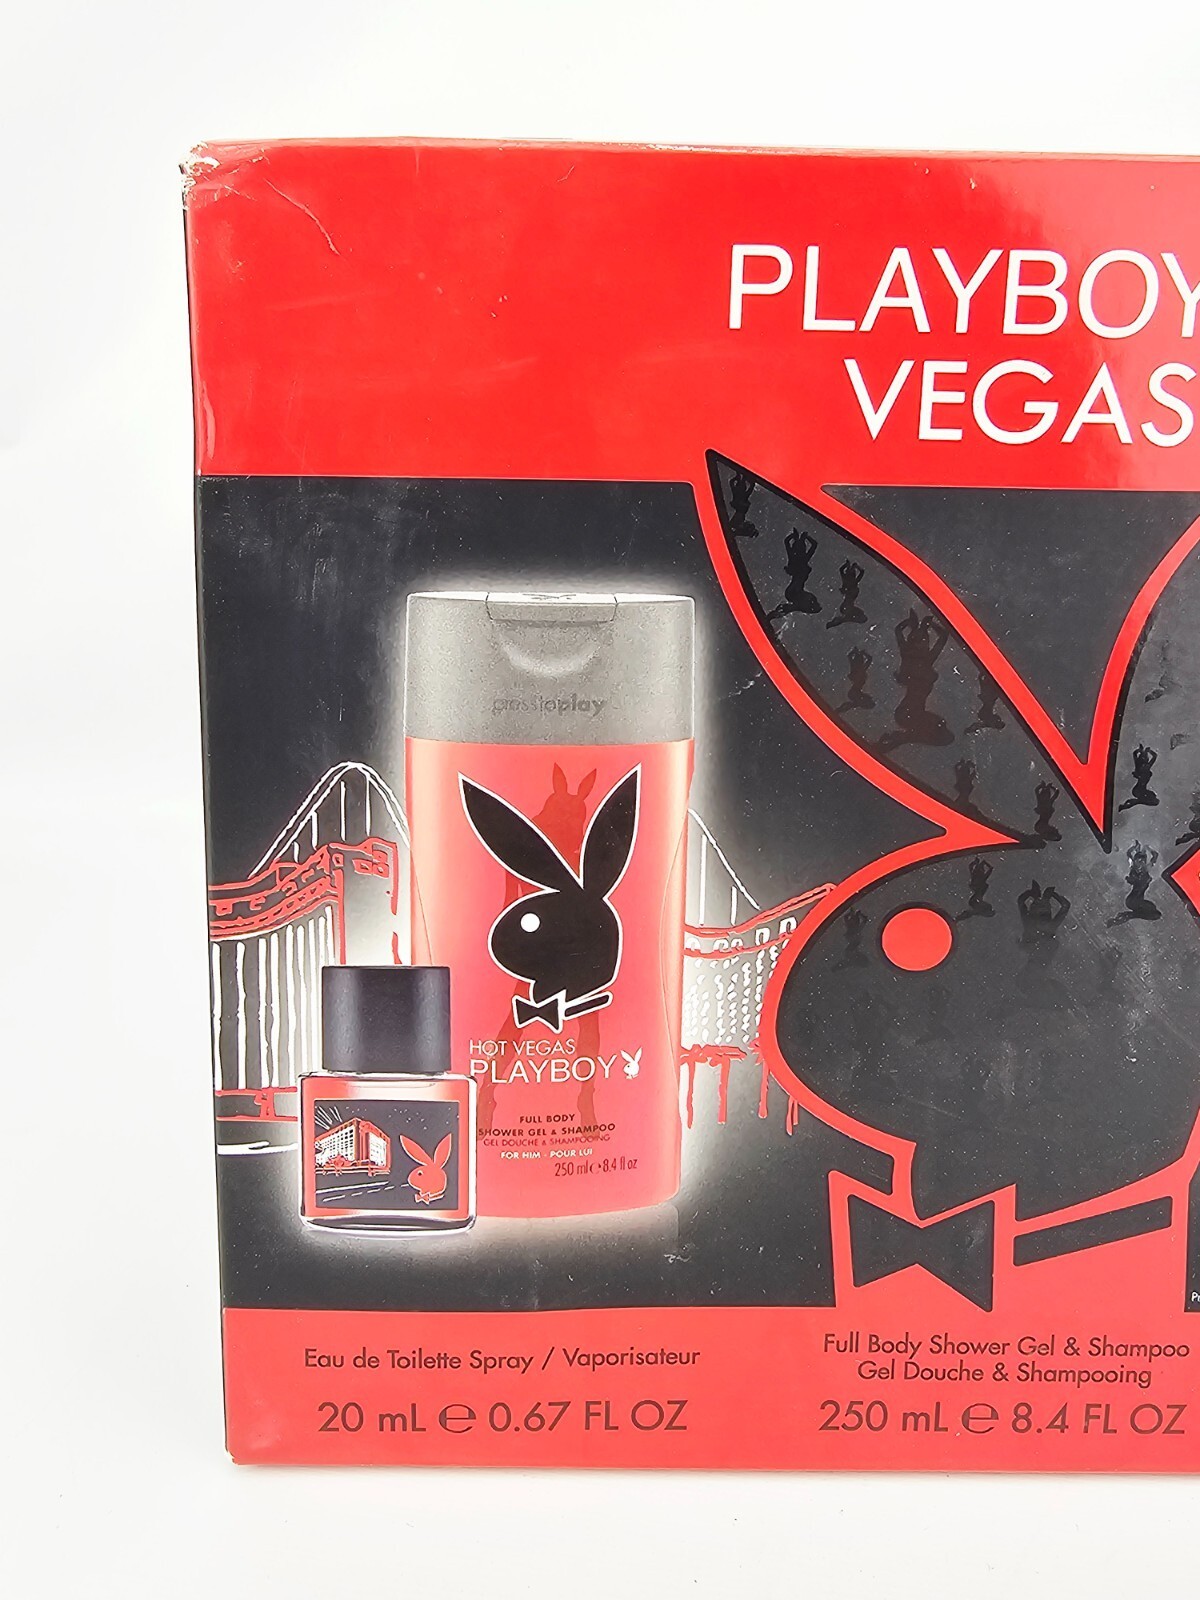 PLAYBOY
VEGAS
presstoplay
HOT VEGAS
PLAYBOY
FULL BODY
SHOWER GEL & SHAMPOO
GEL DOUCHE & SHAMPOOING
FOR HIM - POUR LUI
250 ml ℮ 8.4 fl oz
Eau de Toilette Spray / Vaporisateur
20 mL ℮ 0.67 FL OZ
Full Body Shower Gel & Shampoo
Gel Douche & Shampooing
250 mL ℮ 8.4 FL OZ